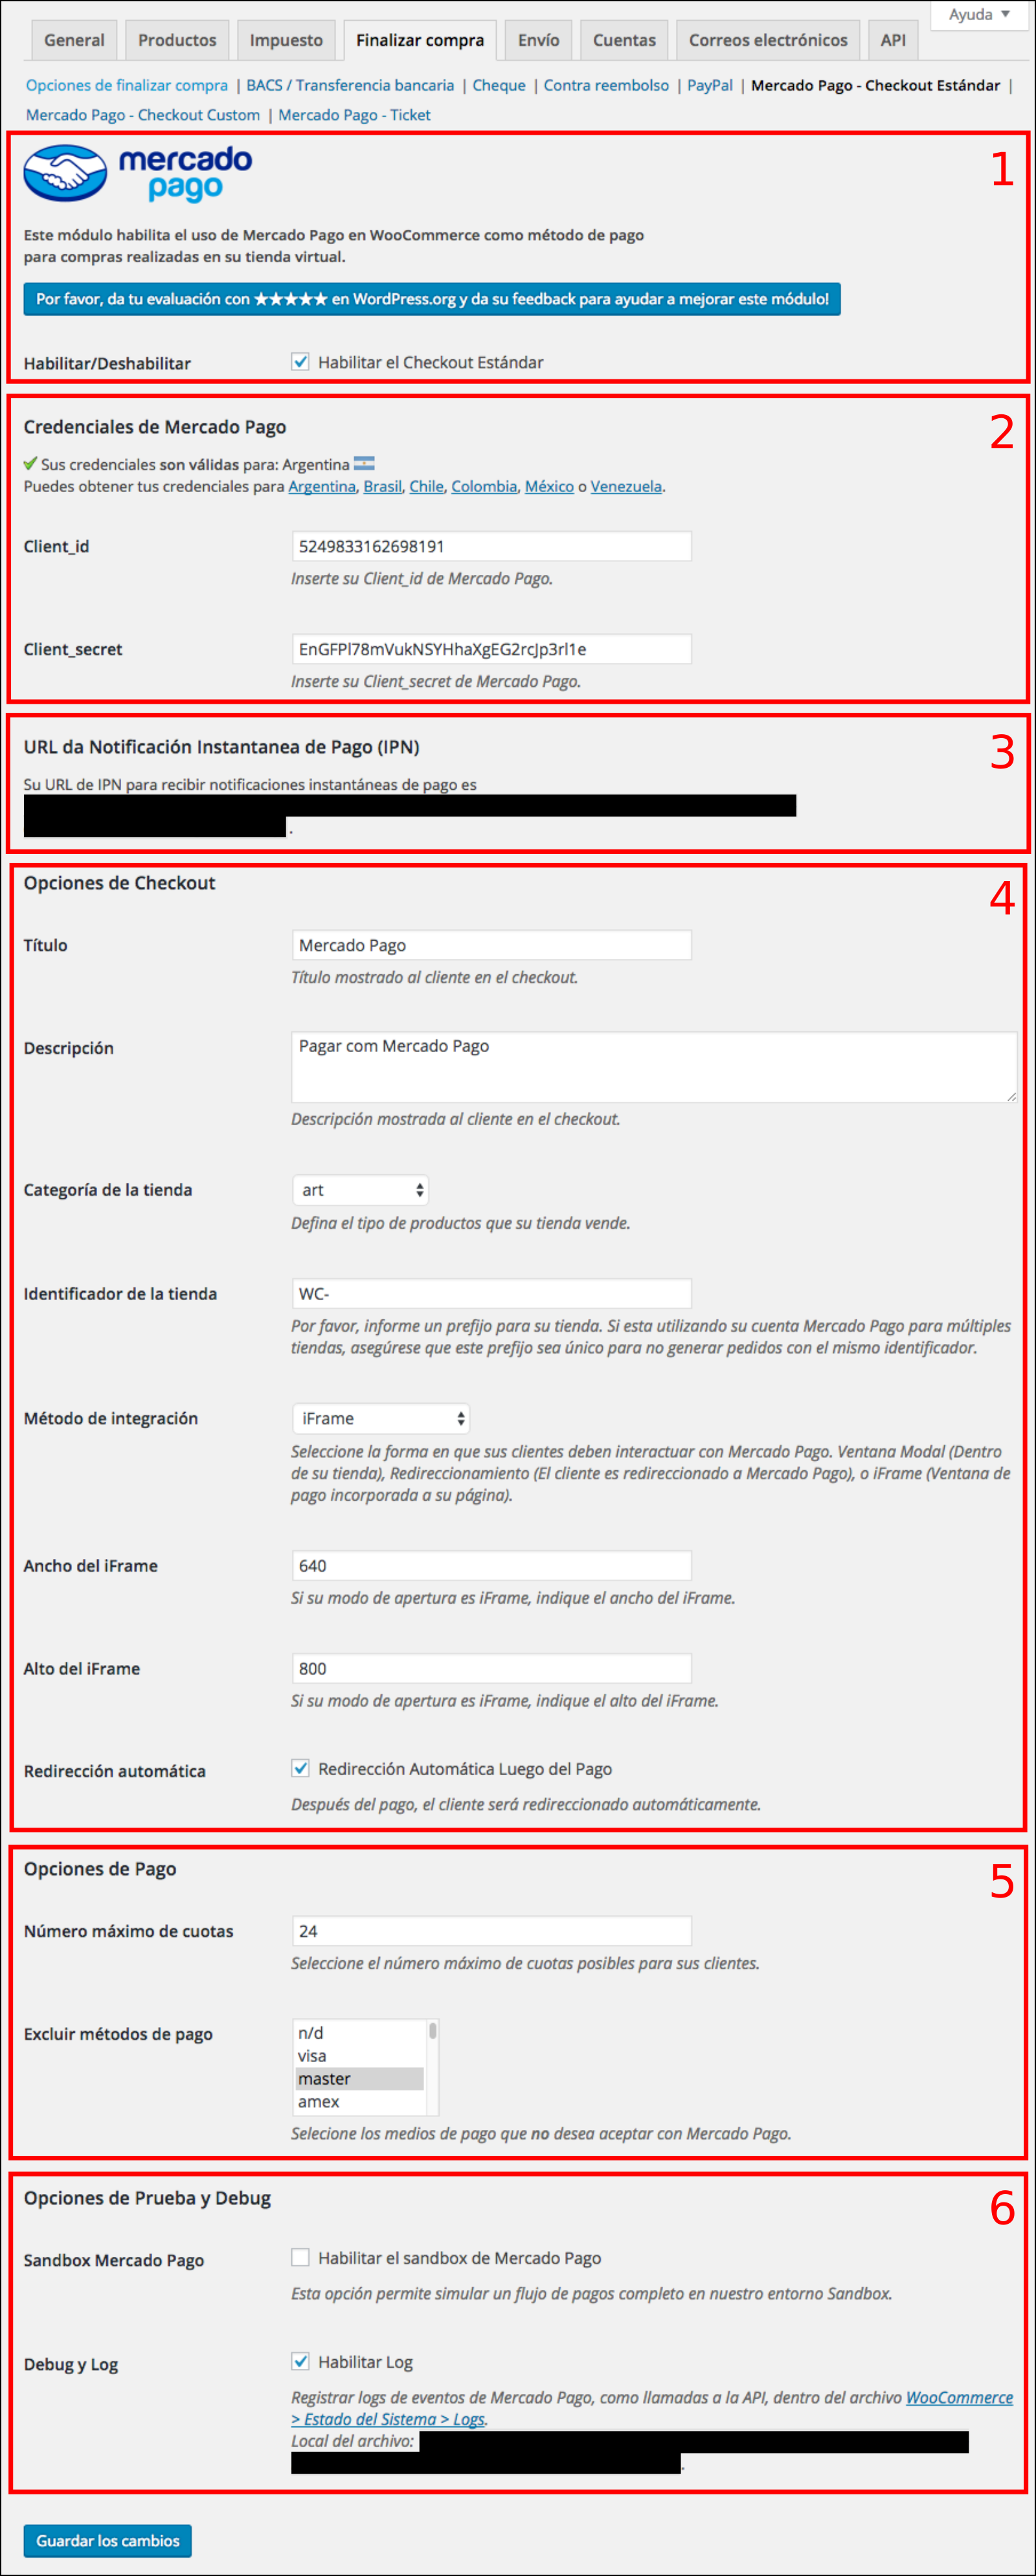 Ayuda ▼
General Productos Impuesto Finalizar compra Envío Cuentas Correos electrónicos API
Opciones de finalizar compra | BACS / Transferencia bancaria | Cheque | Contra reembolso | PayPal | Mercado Pago - Checkout Estándar |
Mercado Pago - Checkout Custom | Mercado Pago - Ticket
1
mercado
pago
Este módulo habilita el uso de Mercado Pago en WooCommerce como método de pago
para compras realizadas en su tienda virtual.
Por favor, da tu evaluación con ★★★★★ en WordPress.org y da su feedback para ayudar a mejorar este módulo!
Habilitar/Deshabilitar Habilitar el Checkout Estándar
2
Credenciales de Mercado Pago
Sus credenciales son válidas para: Argentina
Puedes obtener tus credenciales para Argentina, Brasil, Chile, Colombia, México o Venezuela.
Client_id 5249833162698191
Inserte su Client_id de Mercado Pago.
Client_secret EnGFPl78mVukNSYHhaXgEG2rcJp3rl1e
Inserte su Client_secret de Mercado Pago.
3
URL da Notificación Instantanea de Pago (IPN)
Su URL de IPN para recibir notificaciones instantáneas de pago es
.
4
Opciones de Checkout
Título Mercado Pago
Título mostrado al cliente en el checkout.
Descripción Pagar com Mercado Pago
Descripción mostrada al cliente en el checkout.
Categoría de la tienda art
Defina el tipo de productos que su tienda vende.
Identificador de la tienda WC-
Por favor, informe un prefijo para su tienda. Si esta utilizando su cuenta Mercado Pago para múltiples
tiendas, asegúrese que este prefijo sea único para no generar pedidos con el mismo identificador.
Método de integración iFrame
Seleccione la forma en que sus clientes deben interactuar con Mercado Pago. Ventana Modal (Dentro
de su tienda), Redireccionamiento (El cliente es redireccionado a Mercado Pago), o iFrame (Ventana de
pago incorporada a su página).
Ancho del iFrame 640
Si su modo de apertura es iFrame, indique el ancho del iFrame.
Alto del iFrame 800
Si su modo de apertura es iFrame, indique el alto del iFrame.
Redirección automática Redirección Automática Luego del Pago
Después del pago, el cliente será redireccionado automáticamente.
5
Opciones de Pago
Número máximo de cuotas 24
Seleccione el número máximo de cuotas posibles para sus clientes.
Excluir métodos de pago n/d
visa
master
amex
Selecione los medios de pago que no desea aceptar con Mercado Pago.
6
Opciones de Prueba y Debug
Sandbox Mercado Pago Habilitar el sandbox de Mercado Pago
Esta opción permite simular un flujo de pagos completo en nuestro entorno Sandbox.
Debug y Log Habilitar Log
Registrar logs de eventos de Mercado Pago, como llamadas a la API, dentro del archivo WooCommerce
> Estado del Sistema > Logs.
Local del archivo:
.
Guardar los cambios